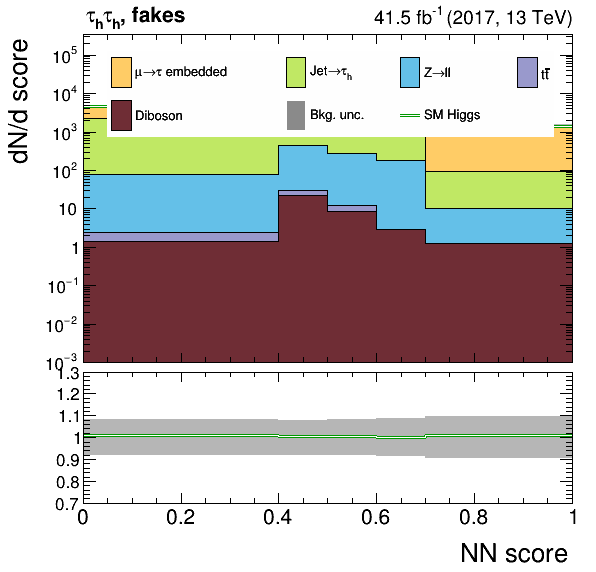 τhτh, fakes 41.5 fb⁻¹ (2017, 13 TeV)
dN/d score
10⁵
10⁴
10³
10²
10
1
10⁻¹
10⁻²
10⁻³
μ→τ embedded Jet→τh Z→ll tt̄
Diboson Bkg. unc. SM Higgs
1.3
1.2
1.1
1
0.9
0.8
0.7
0 0.2 0.4 0.6 0.8 1
NN score